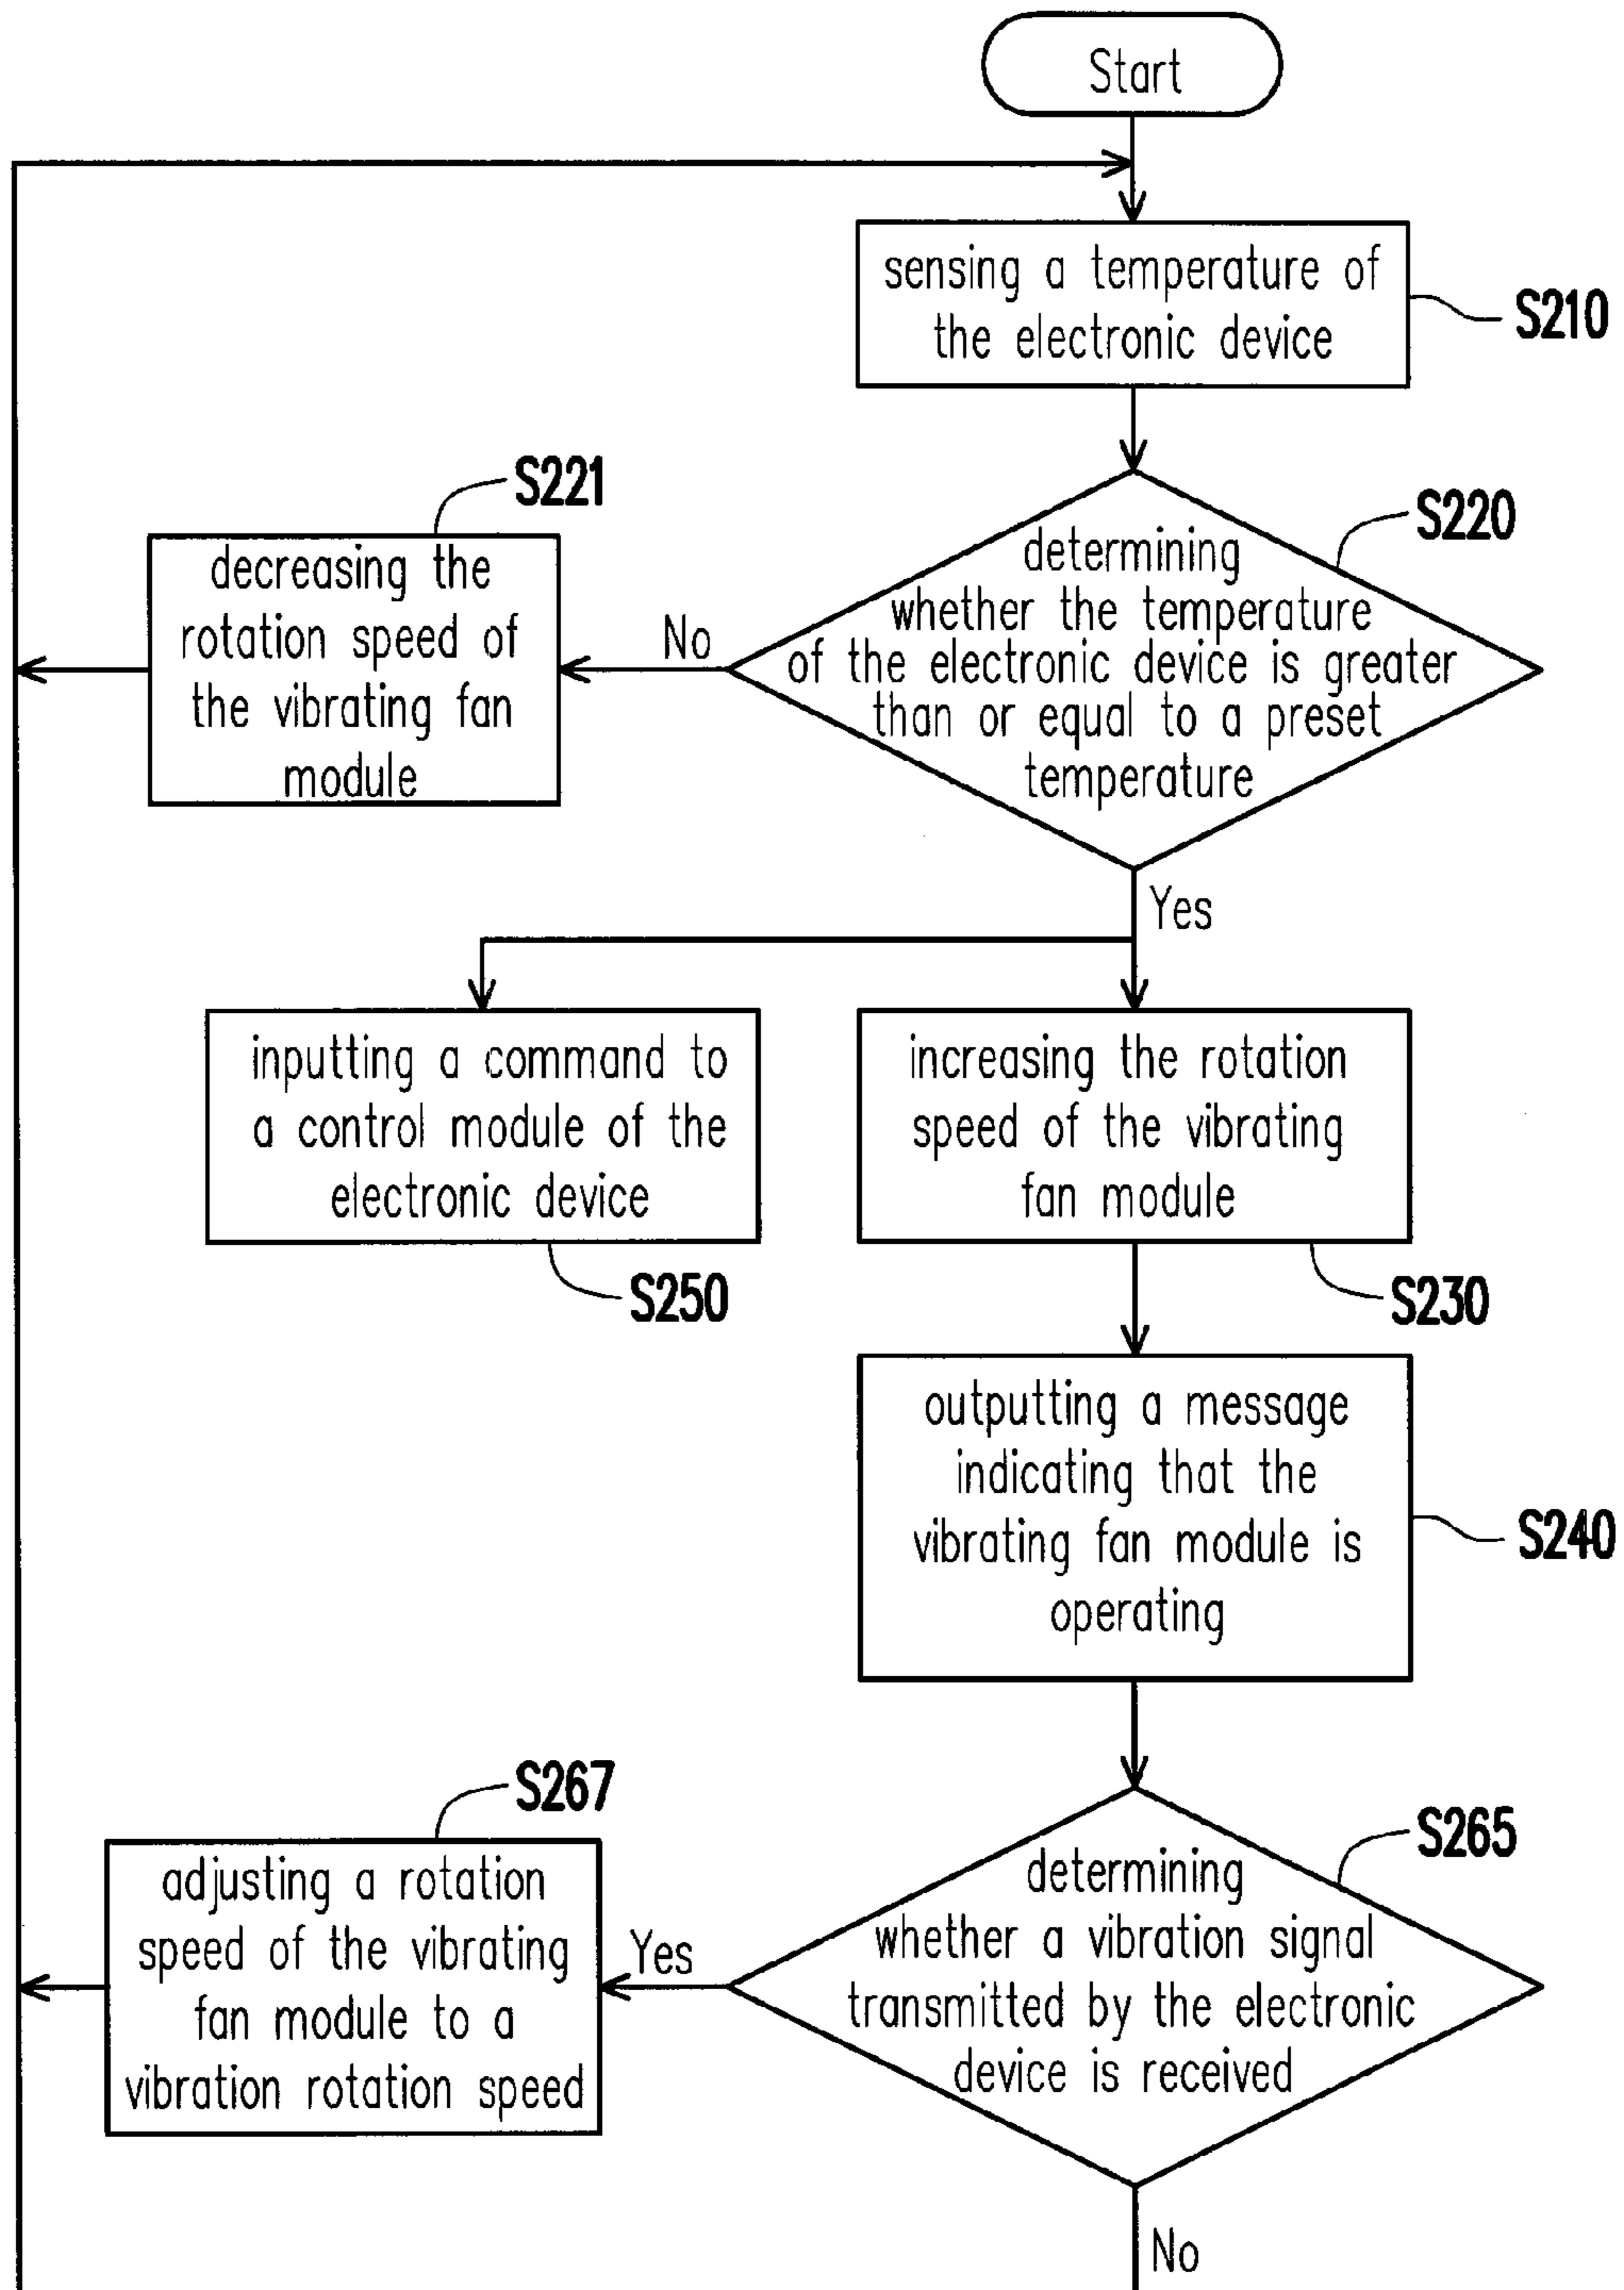 Start
sensing a temperature of
the electronic device
S210
S221
decreasing the
rotation speed of
the vibrating fan
module
No
S220
determining
whether the temperature
of the electronic device is greater
than or equal to a preset
temperature
Yes
inputting a command to
a control module of the
electronic device
S250
increasing the rotation
speed of the vibrating
fan module
S230
outputting a message
indicating that the
vibrating fan module is
operating
S240
S267
adjusting a rotation
speed of the vibrating
fan module to a
vibration rotation speed
Yes
S265
determining
whether a vibration signal
transmitted by the electronic
device is received
No